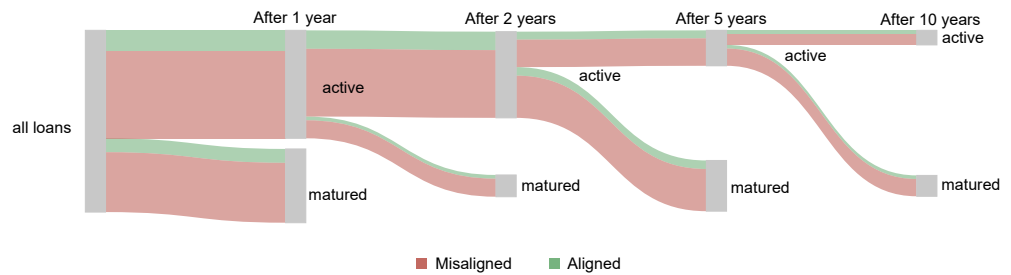 After 1 year
After 2 years
After 5 years
After 10 years
active
active
active
active
all loans
matured
matured
matured
matured
Misaligned
Aligned